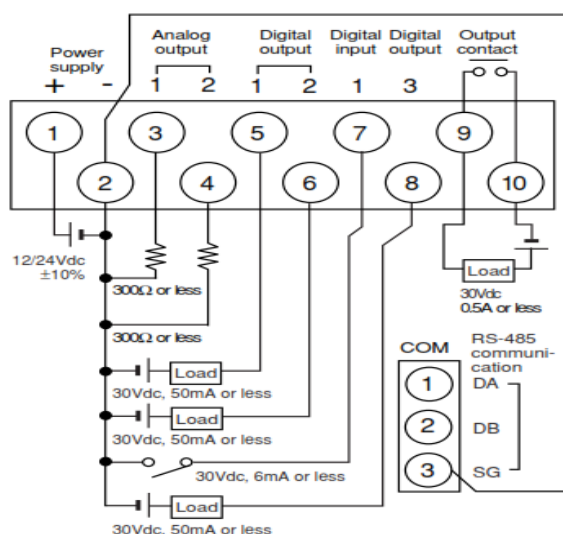 Power supply
+ -
Analog output
1 2
Digital output
1 2
Digital input
1
Digital output
3
Output contact
1 3 5 7 9
2 4 6 8 10
12/24Vdc
±10%
300Ω or less
300Ω or less
Load
30Vdc, 50mA or less
Load
30Vdc, 50mA or less
30Vdc, 6mA or less
Load
30Vdc, 50mA or less
Load
30Vdc
0.5A or less
COM
RS-485
communi-
cation
1 DA
2 DB
3 SG